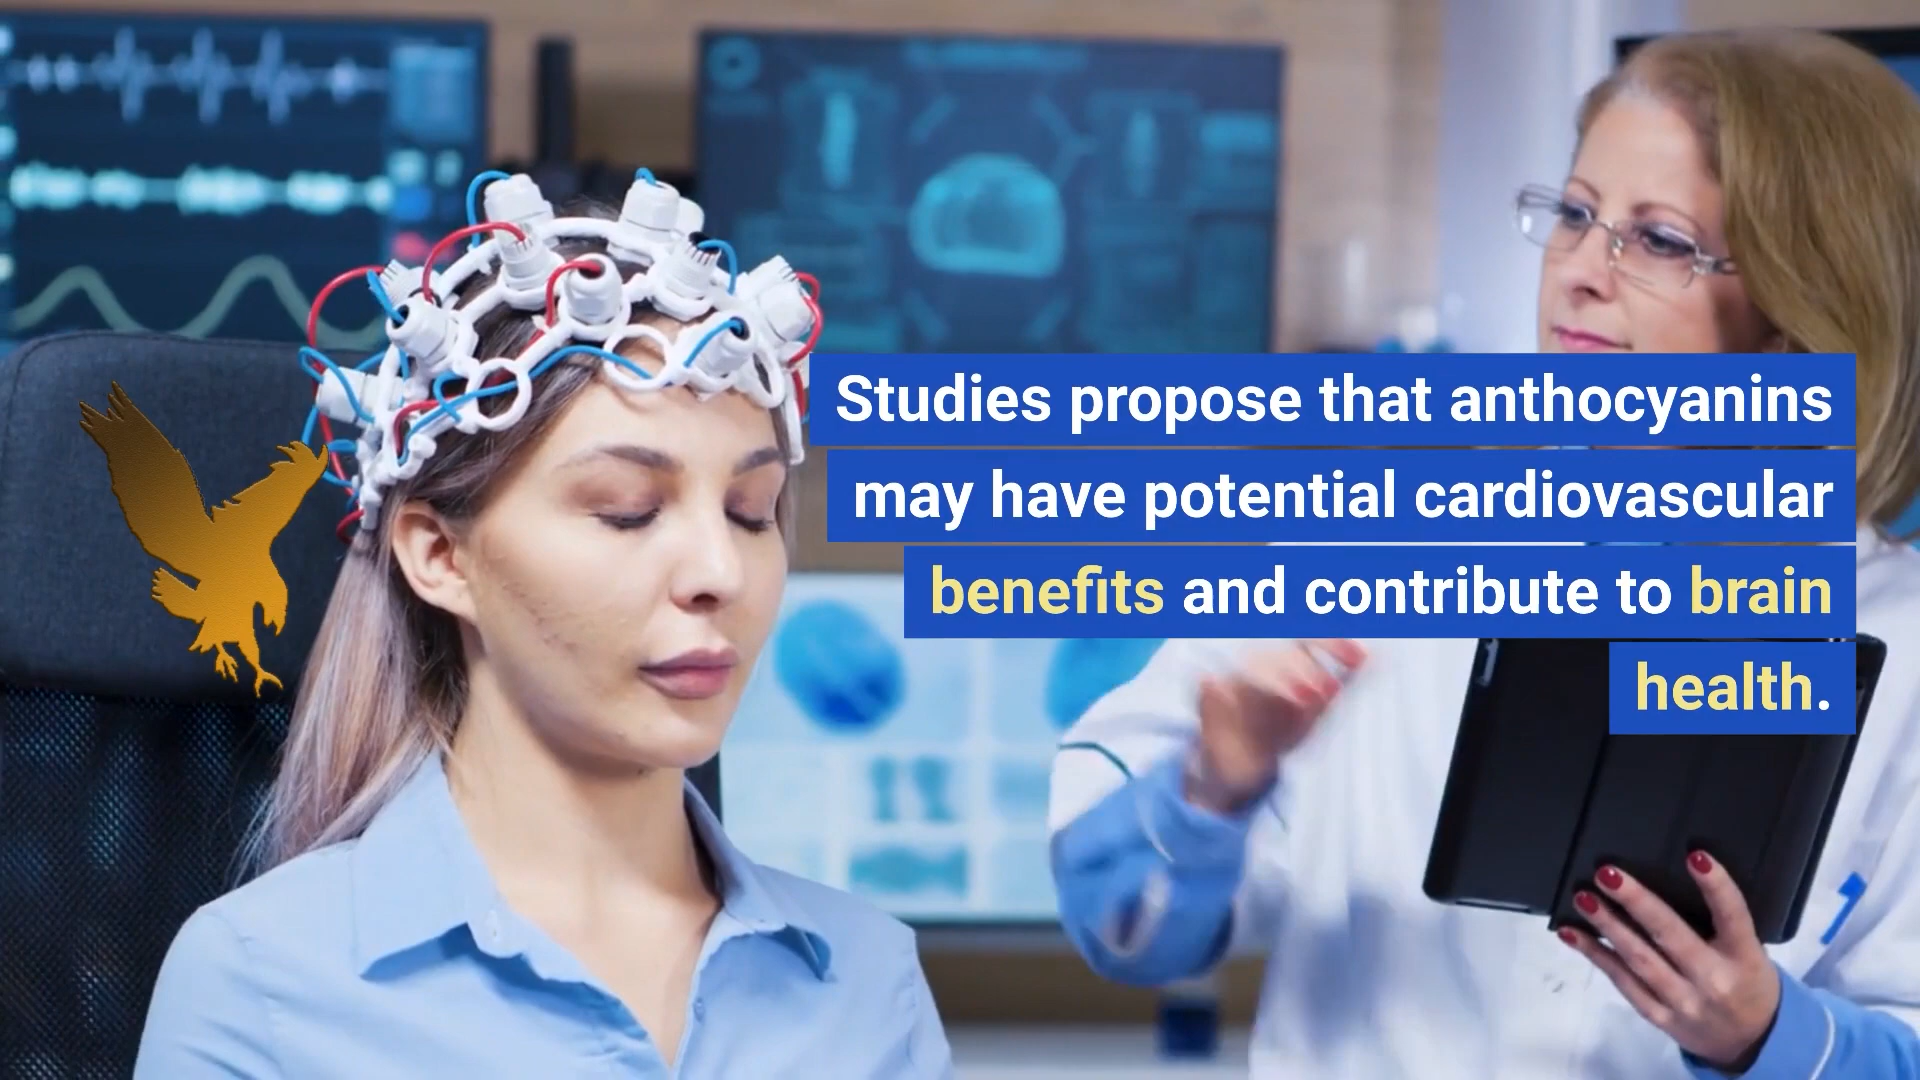 Studies propose that anthocyanins
may have potential cardiovascular
benefits and contribute to brain
health.